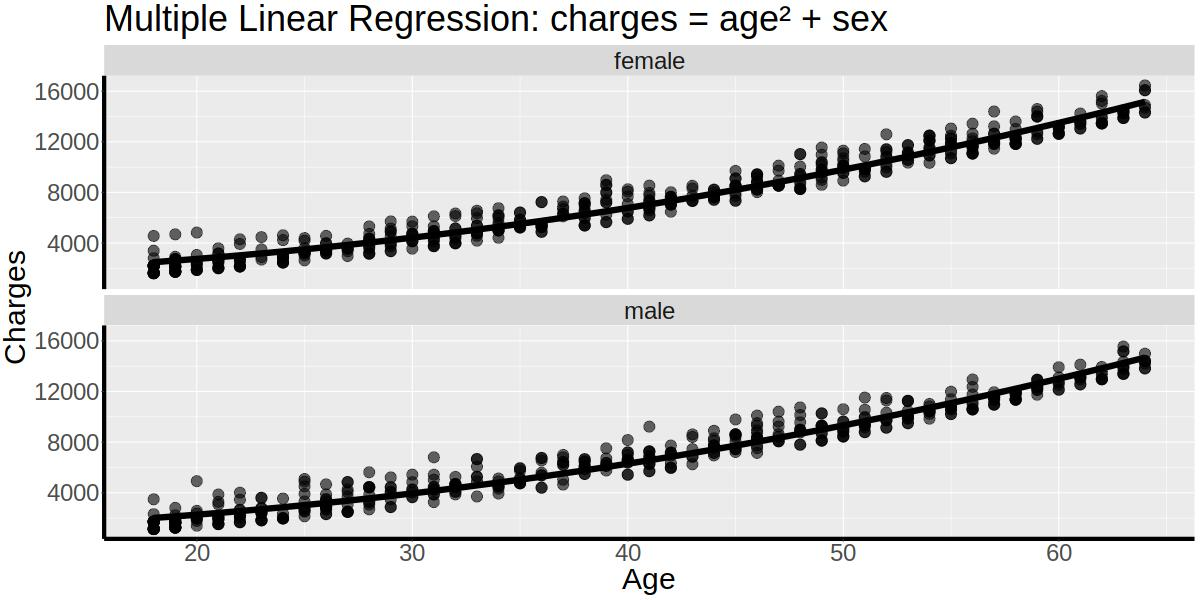 Multiple Linear Regression: charges = age² + sex
female
16000
12000
8000
4000
male
16000
12000
8000
4000
Charges
20 30 40 50 60
Age